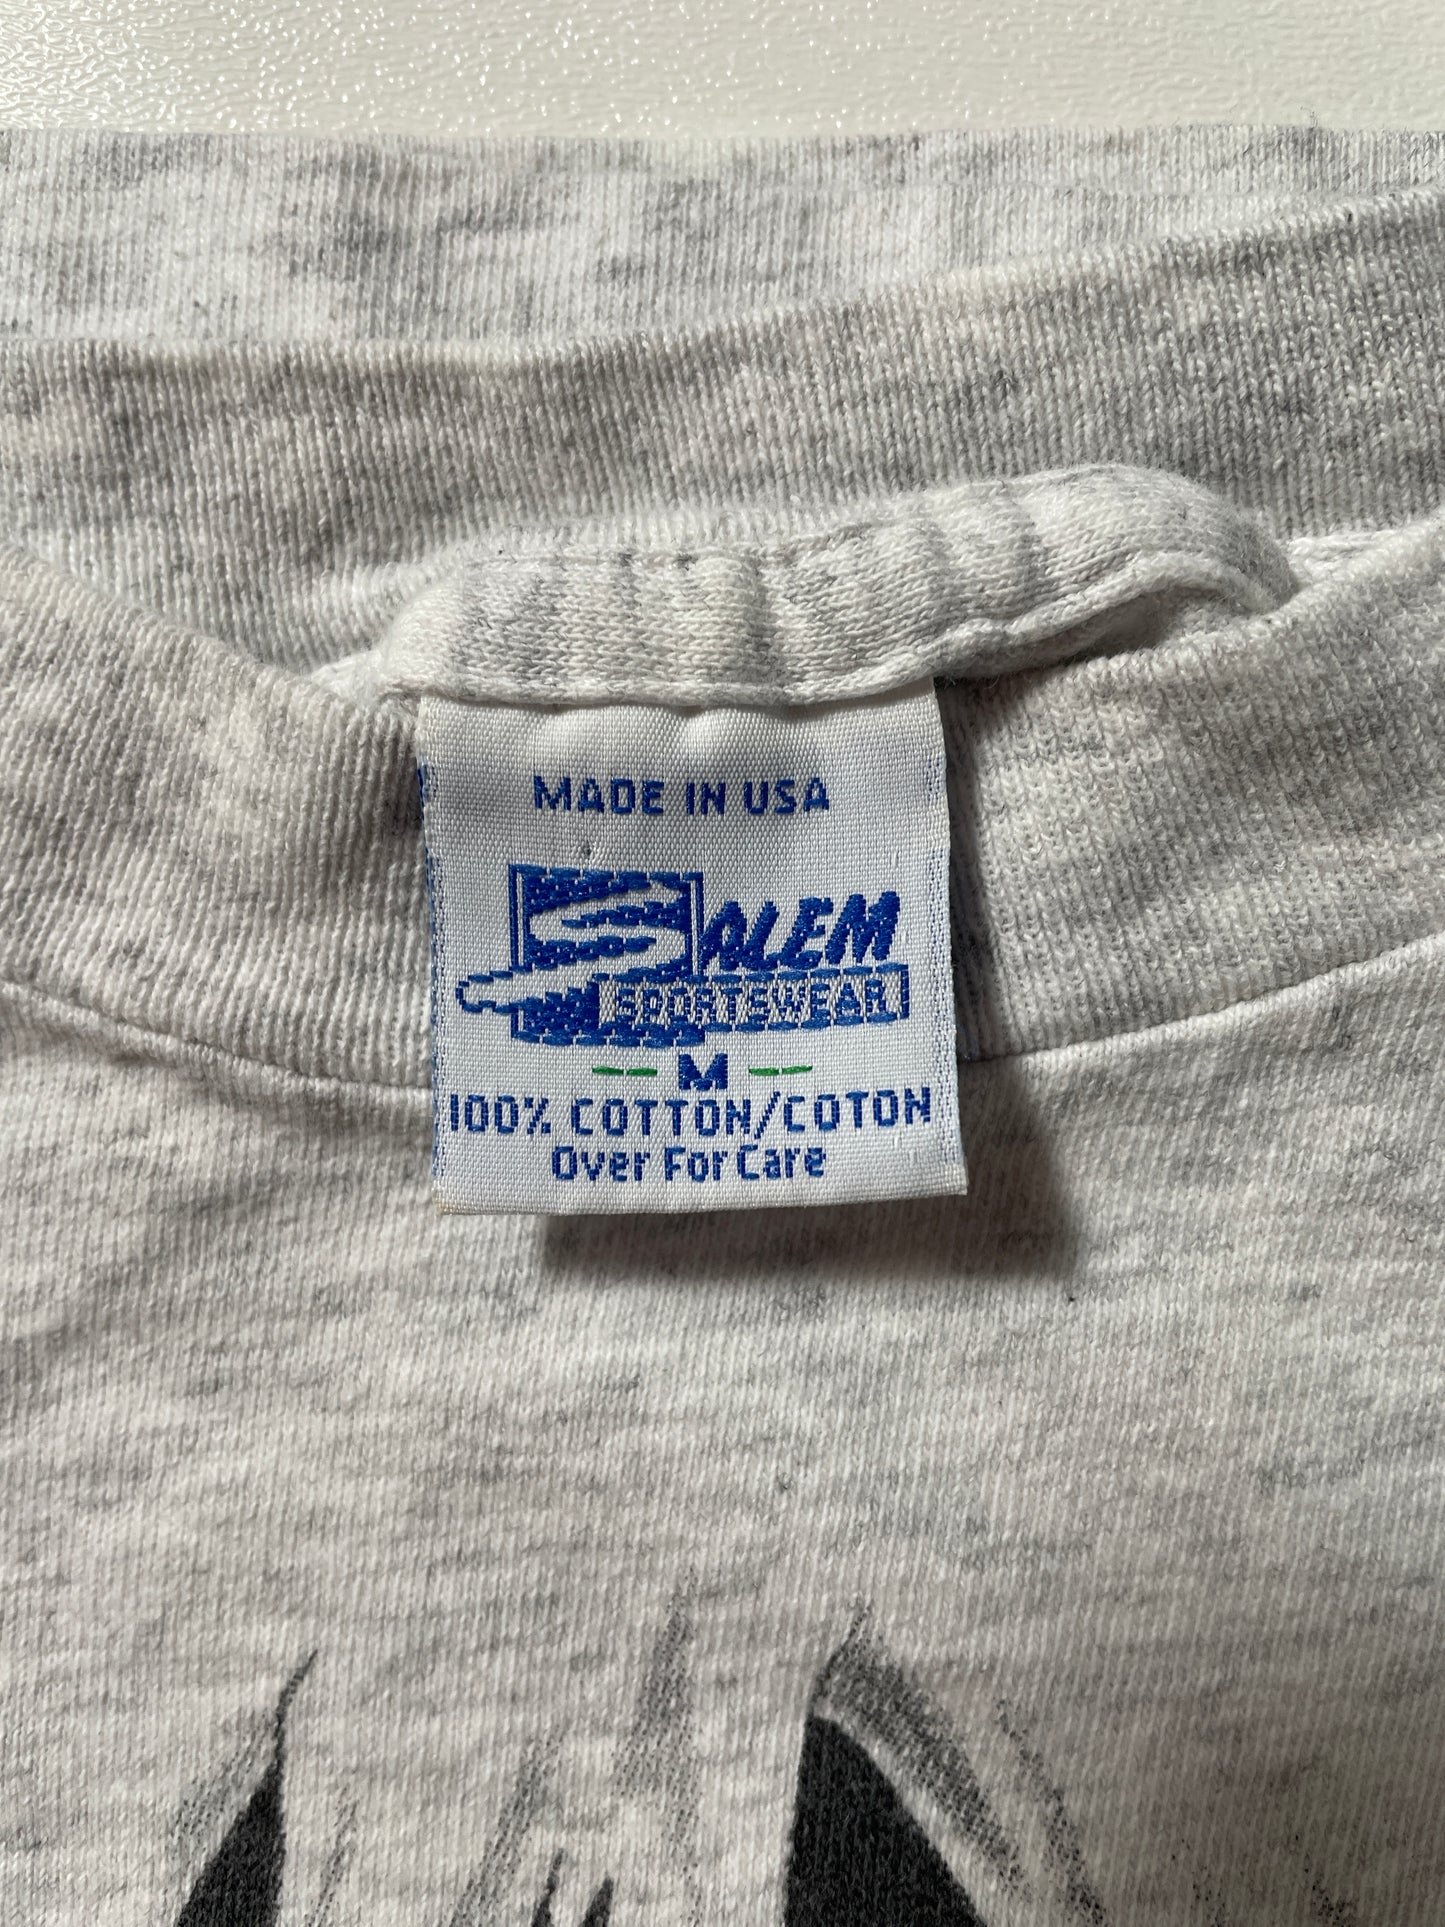 MADE IN USA
SALEM
SPORTSWEAR
M
100% COTTON/COTON
Over For Care